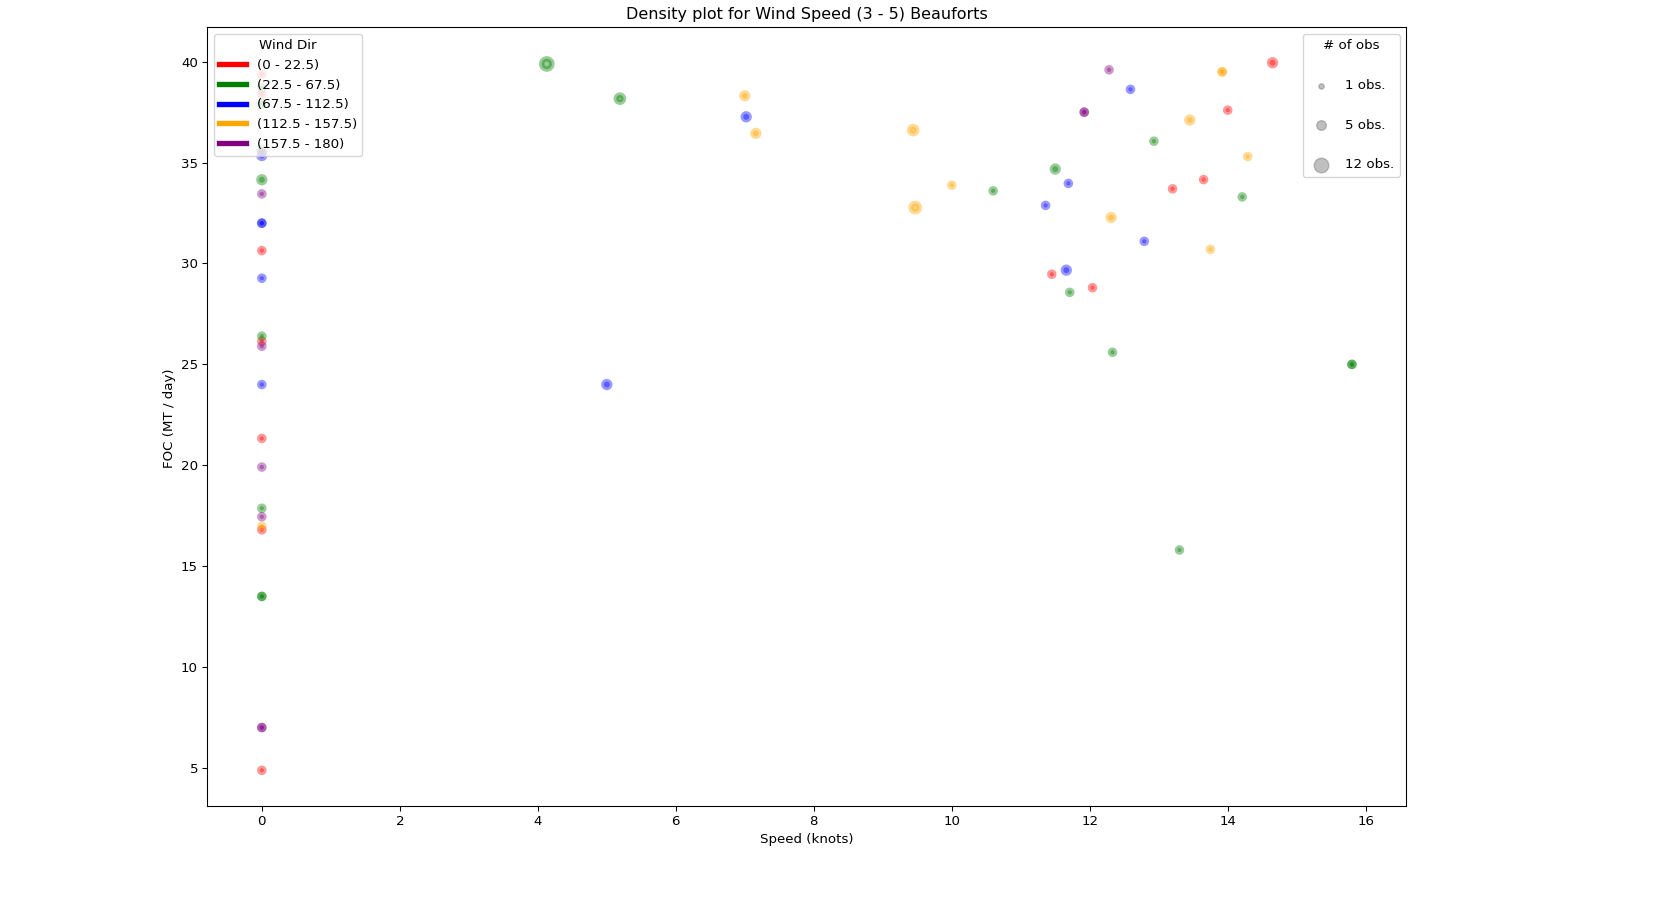 Density plot for Wind Speed (3 - 5) Beauforts
Wind Dir
(0 - 22.5)
(22.5 - 67.5)
(67.5 - 112.5)
(112.5 - 157.5)
(157.5 - 180)
# of obs
1 obs.
5 obs.
12 obs.
FOC (MT / day)
40
35
30
25
20
15
10
5
0 2 4 6 8 10 12 14 16
Speed (knots)